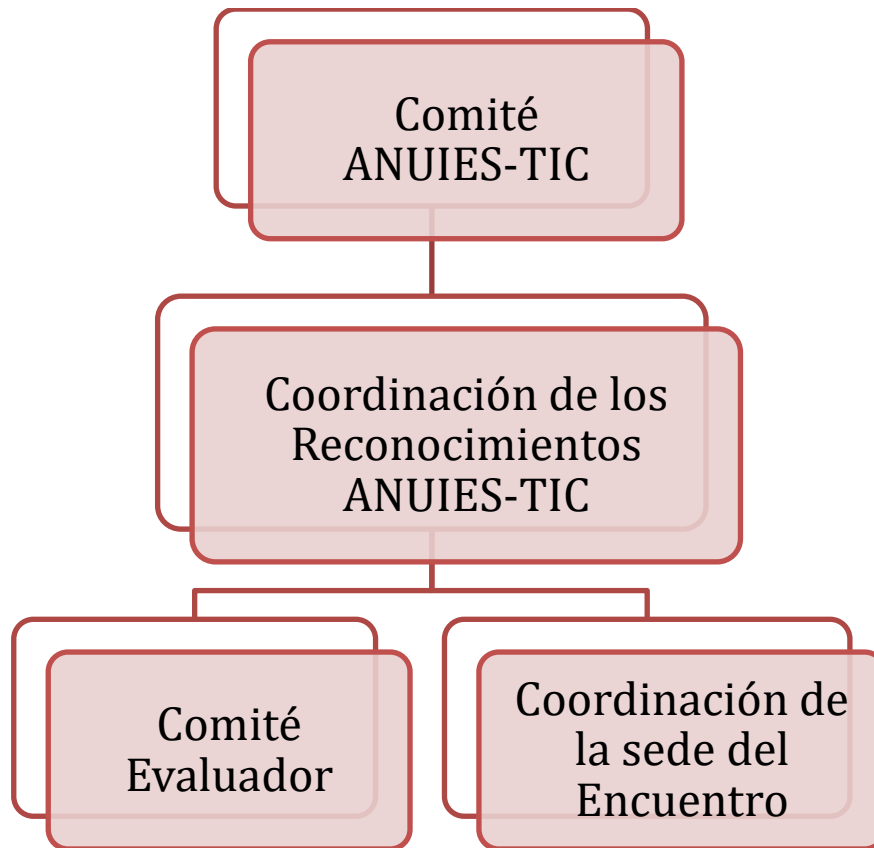 Comité
ANUIES-TIC
Coordinación de los
Reconocimientos
ANUIES-TIC
Comité
Evaluador
Coordinación de
la sede del
Encuentro